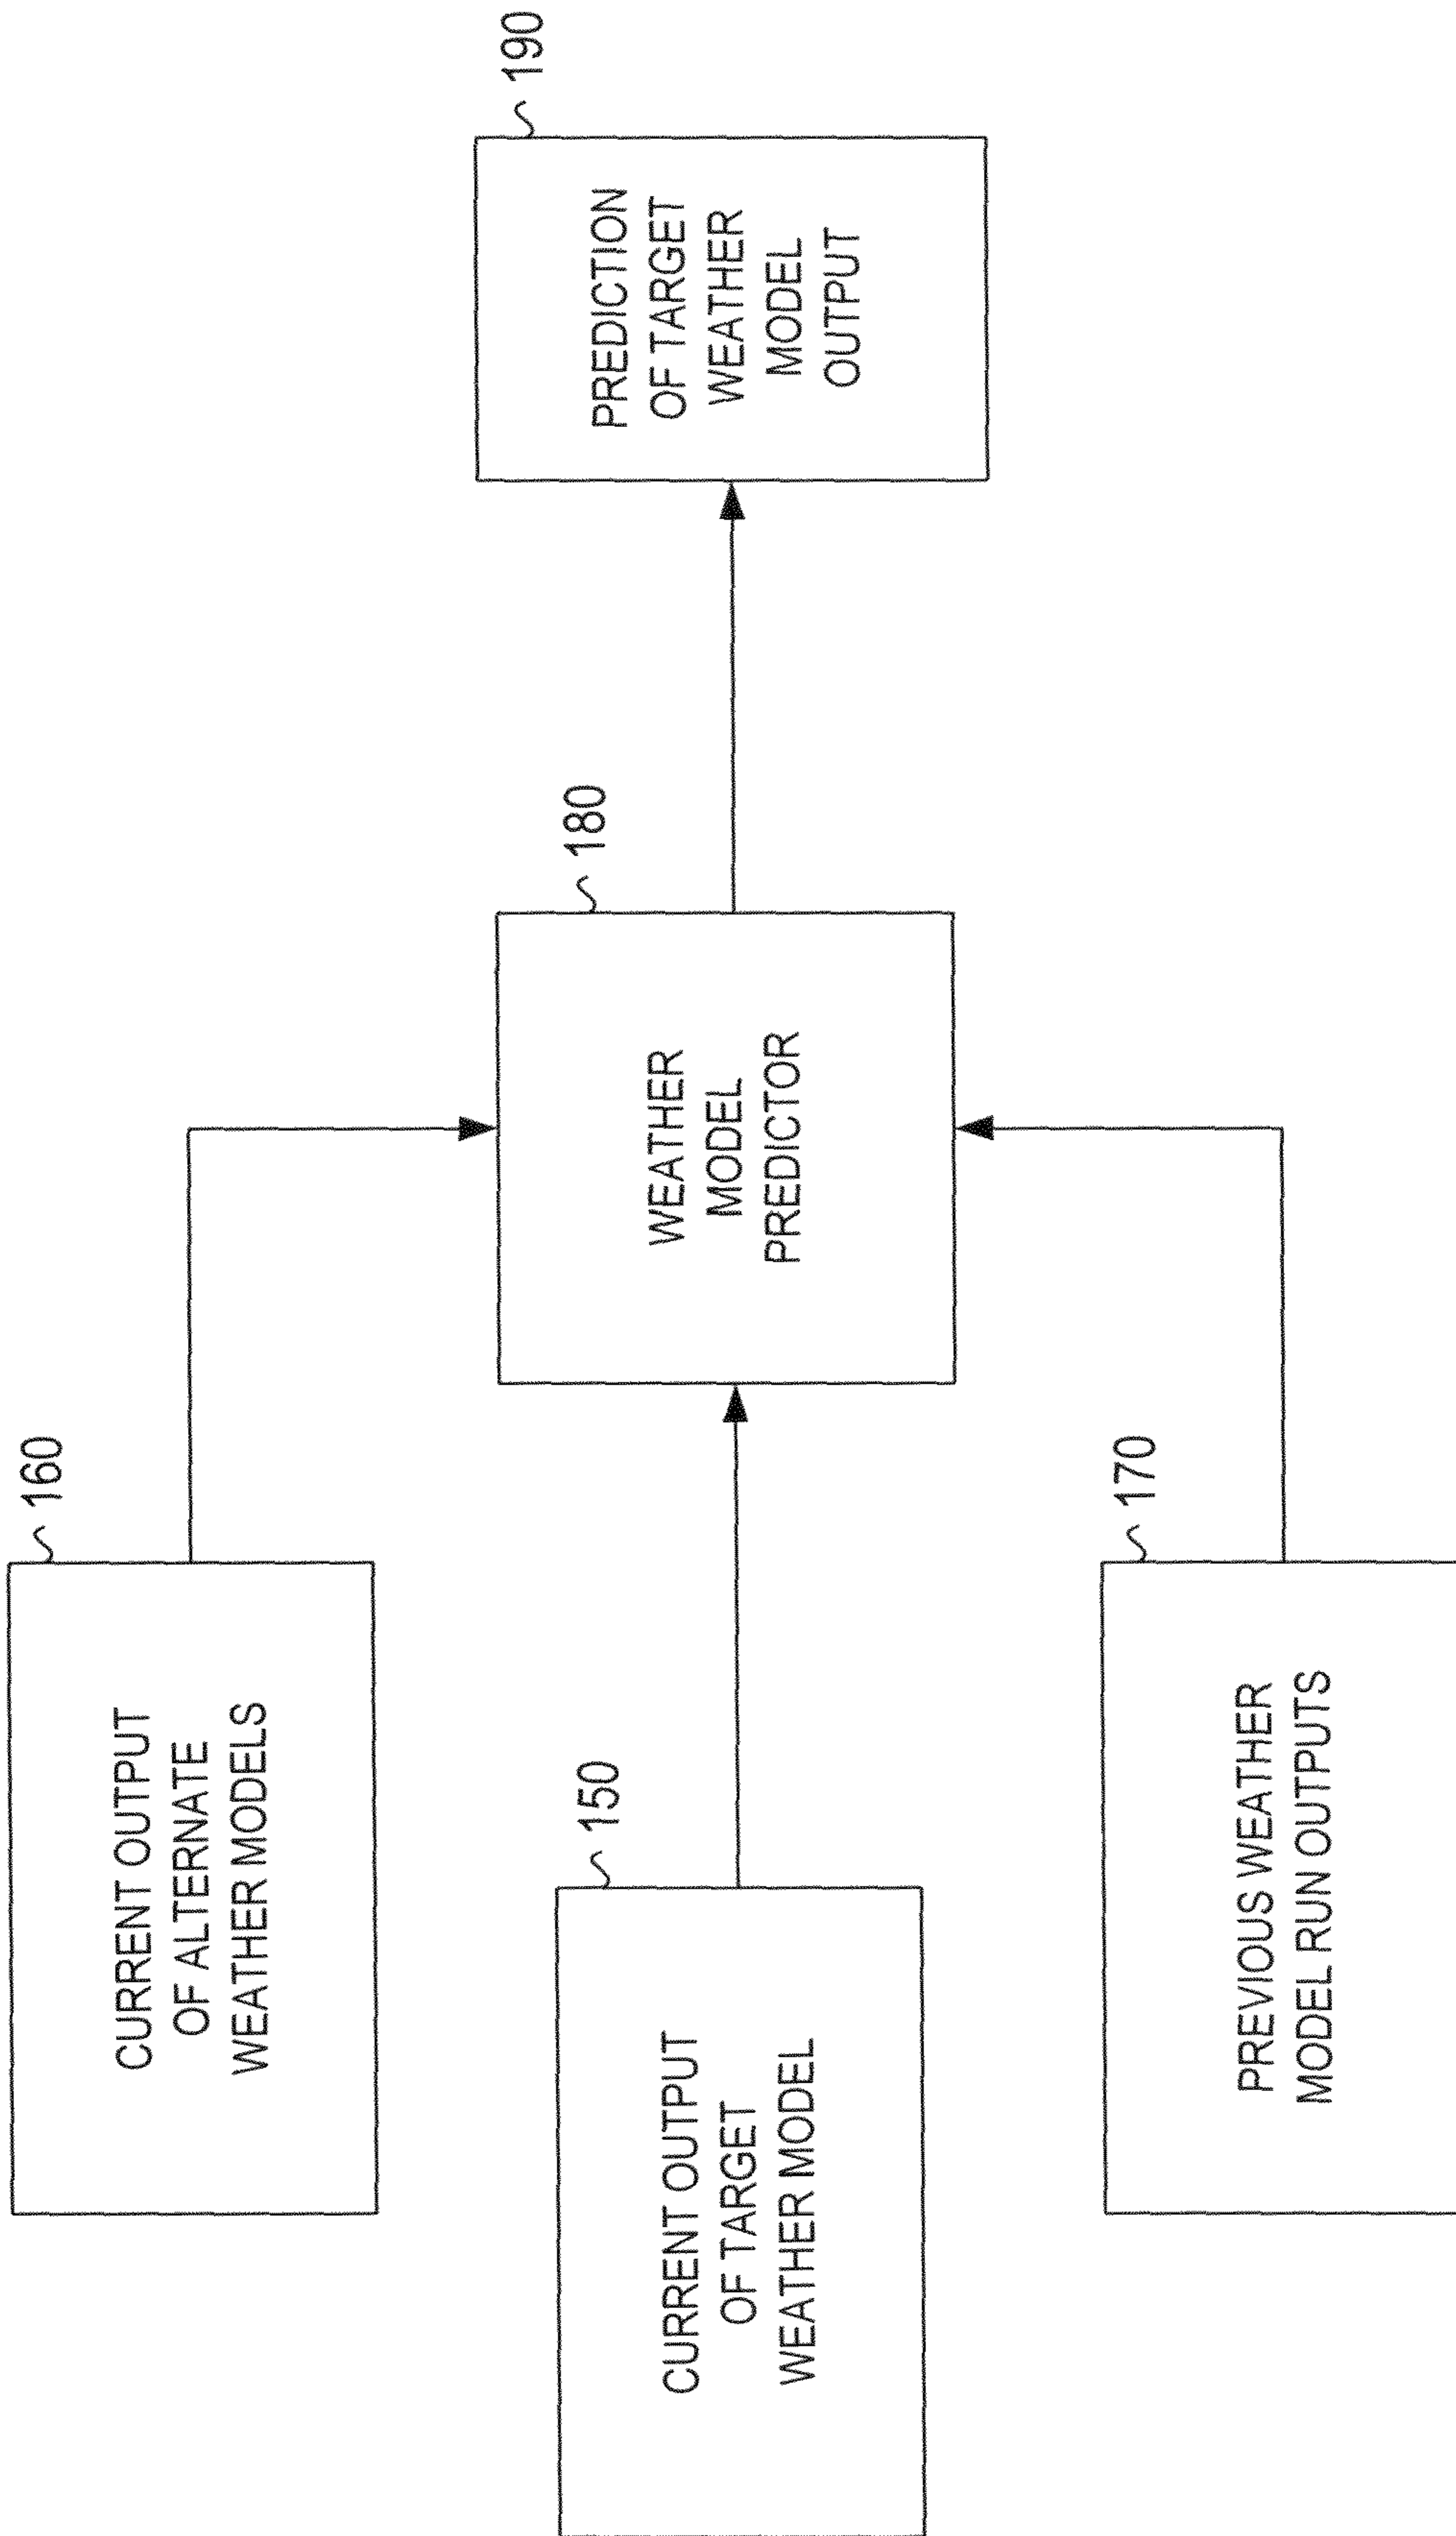 160
CURRENT OUTPUT
OF ALTERNATE
WEATHER MODELS
150
CURRENT OUTPUT
OF TARGET
WEATHER MODEL
170
PREVIOUS WEATHER
MODEL RUN OUTPUTS
180
WEATHER
MODEL
PREDICTOR
190
PREDICTION
OF TARGET
WEATHER
MODEL
OUTPUT